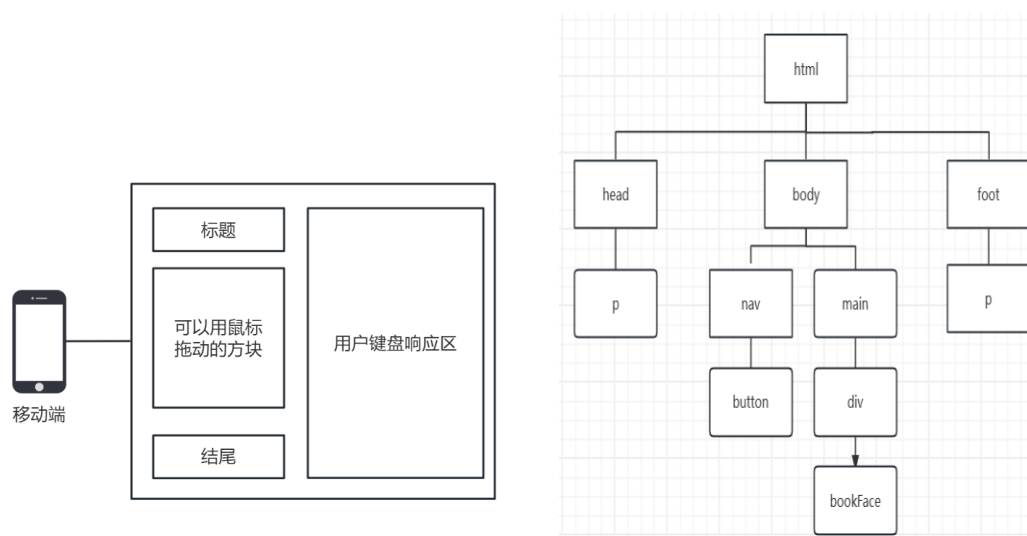 标题
可以用鼠标
拖动的方块
结尾
用户键盘响应区
移动端
html
head
body
foot
p
nav
main
p
button
div
bookFace